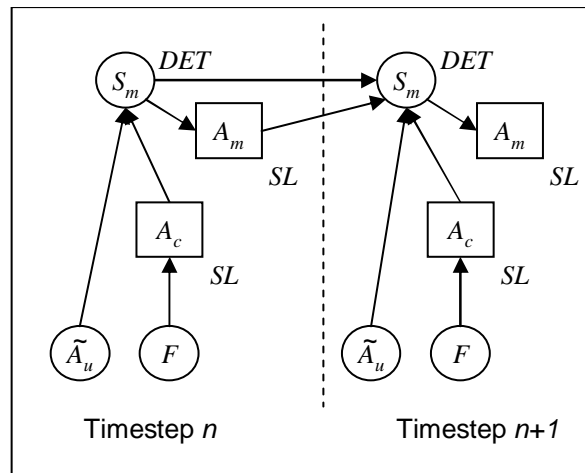 DET DET
S_m S_m
A_m A_m
SL SL
A_c A_c
SL SL
Ã_u F Ã_u F
Timestep n Timestep n+1